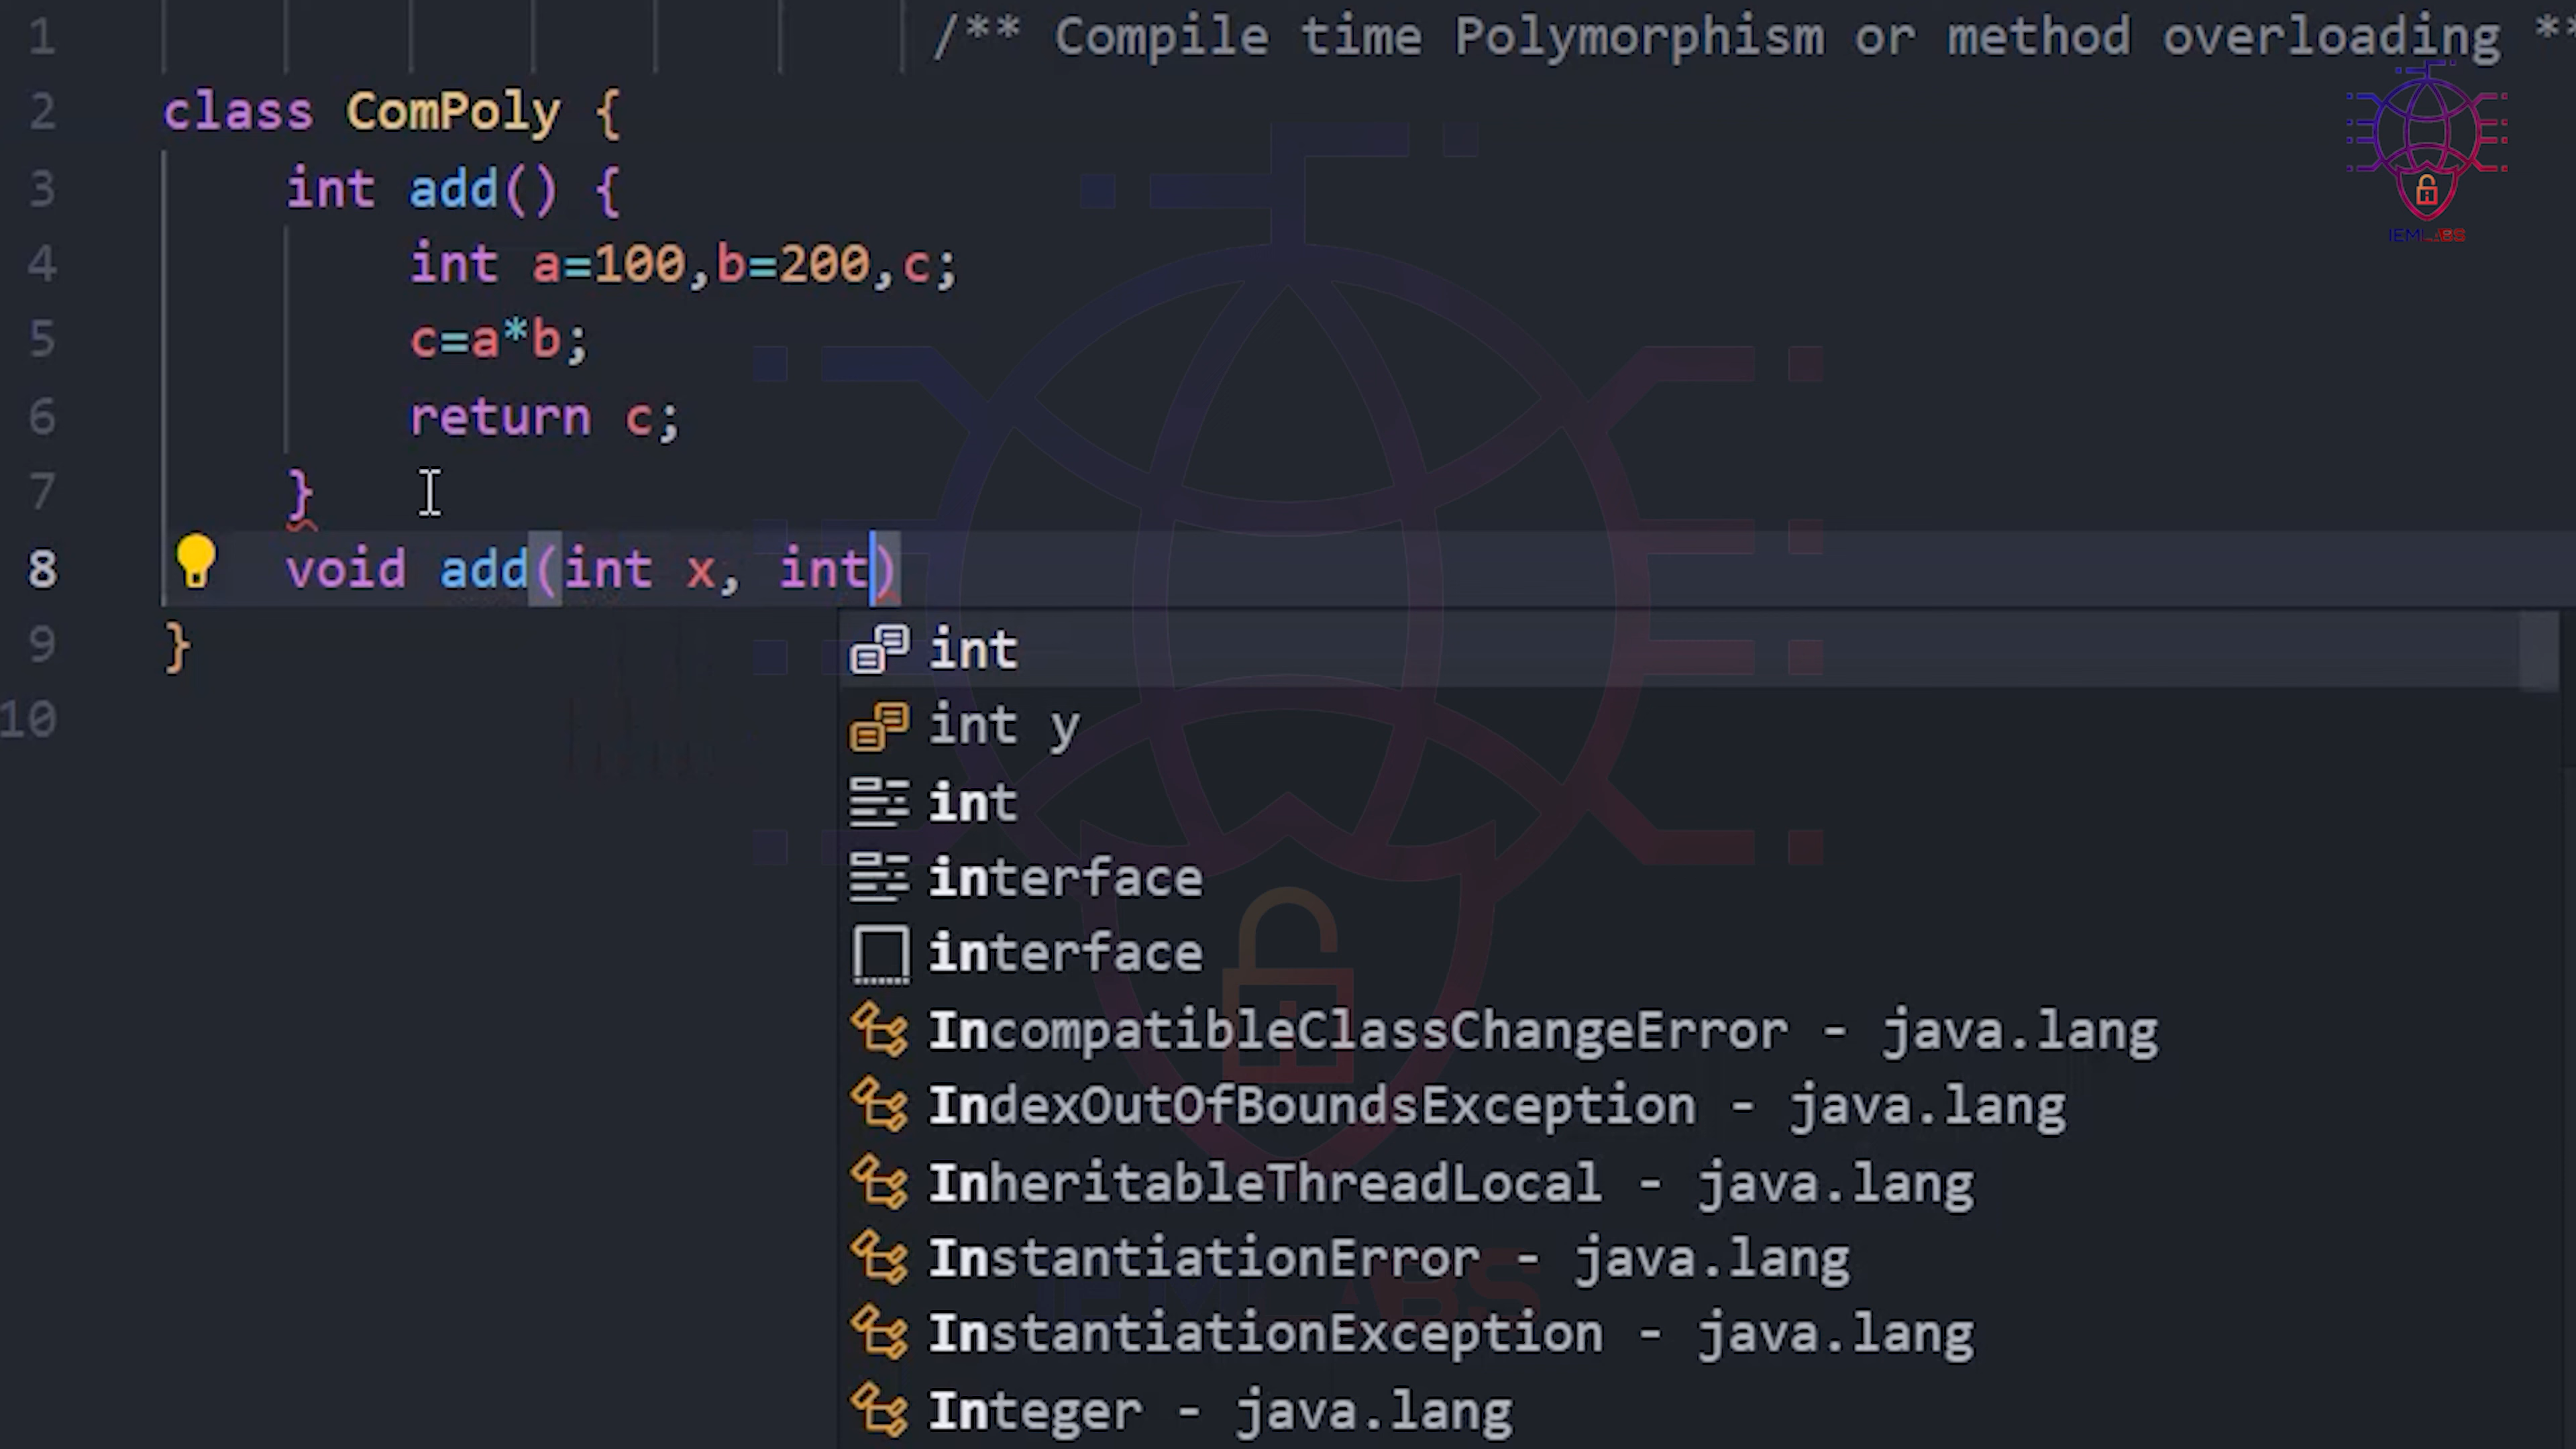 1 /** Compile time Polymorphism or method overloading **
2 class ComPoly {
3 int add() {
4 int a=100,b=200,c;
5 c=a*b;
6 return c;
7 }
8 void add(int x, int)
9 }
10
int
int y
int
interface
interface
IncompatibleClassChangeError - java.lang
IndexOutOfBoundsException - java.lang
InheritableThreadLocal - java.lang
InstantiationError - java.lang
InstantiationException - java.lang
Integer - java.lang
IEMLABS